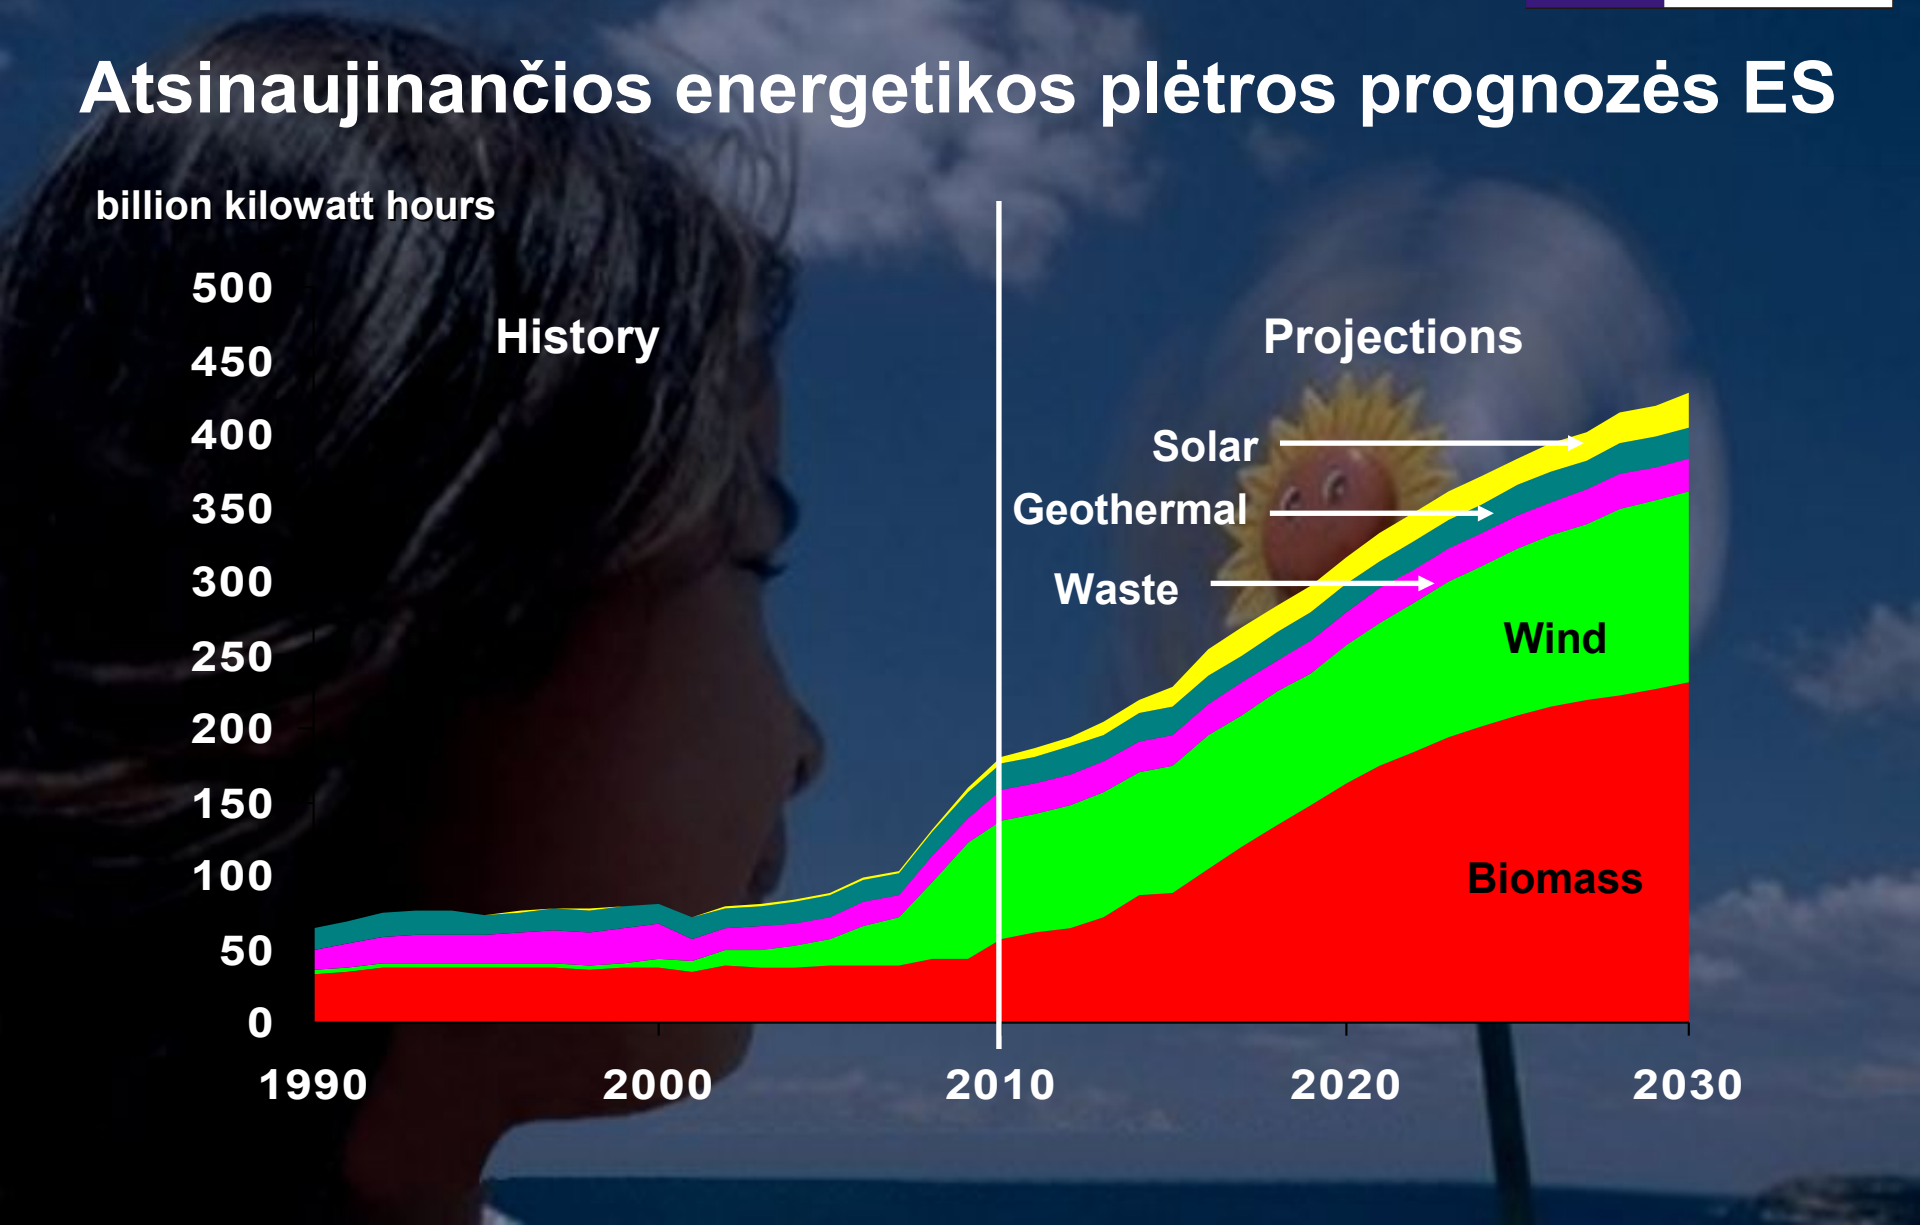 Atsinaujinančios energetikos plėtros prognozės ES
billion kilowatt hours
500
History
Projections
450
400
Solar
350
Geothermal
300
Waste
250
Wind
200
150
100
Biomass
50
0
1990 2000 2010 2020 2030